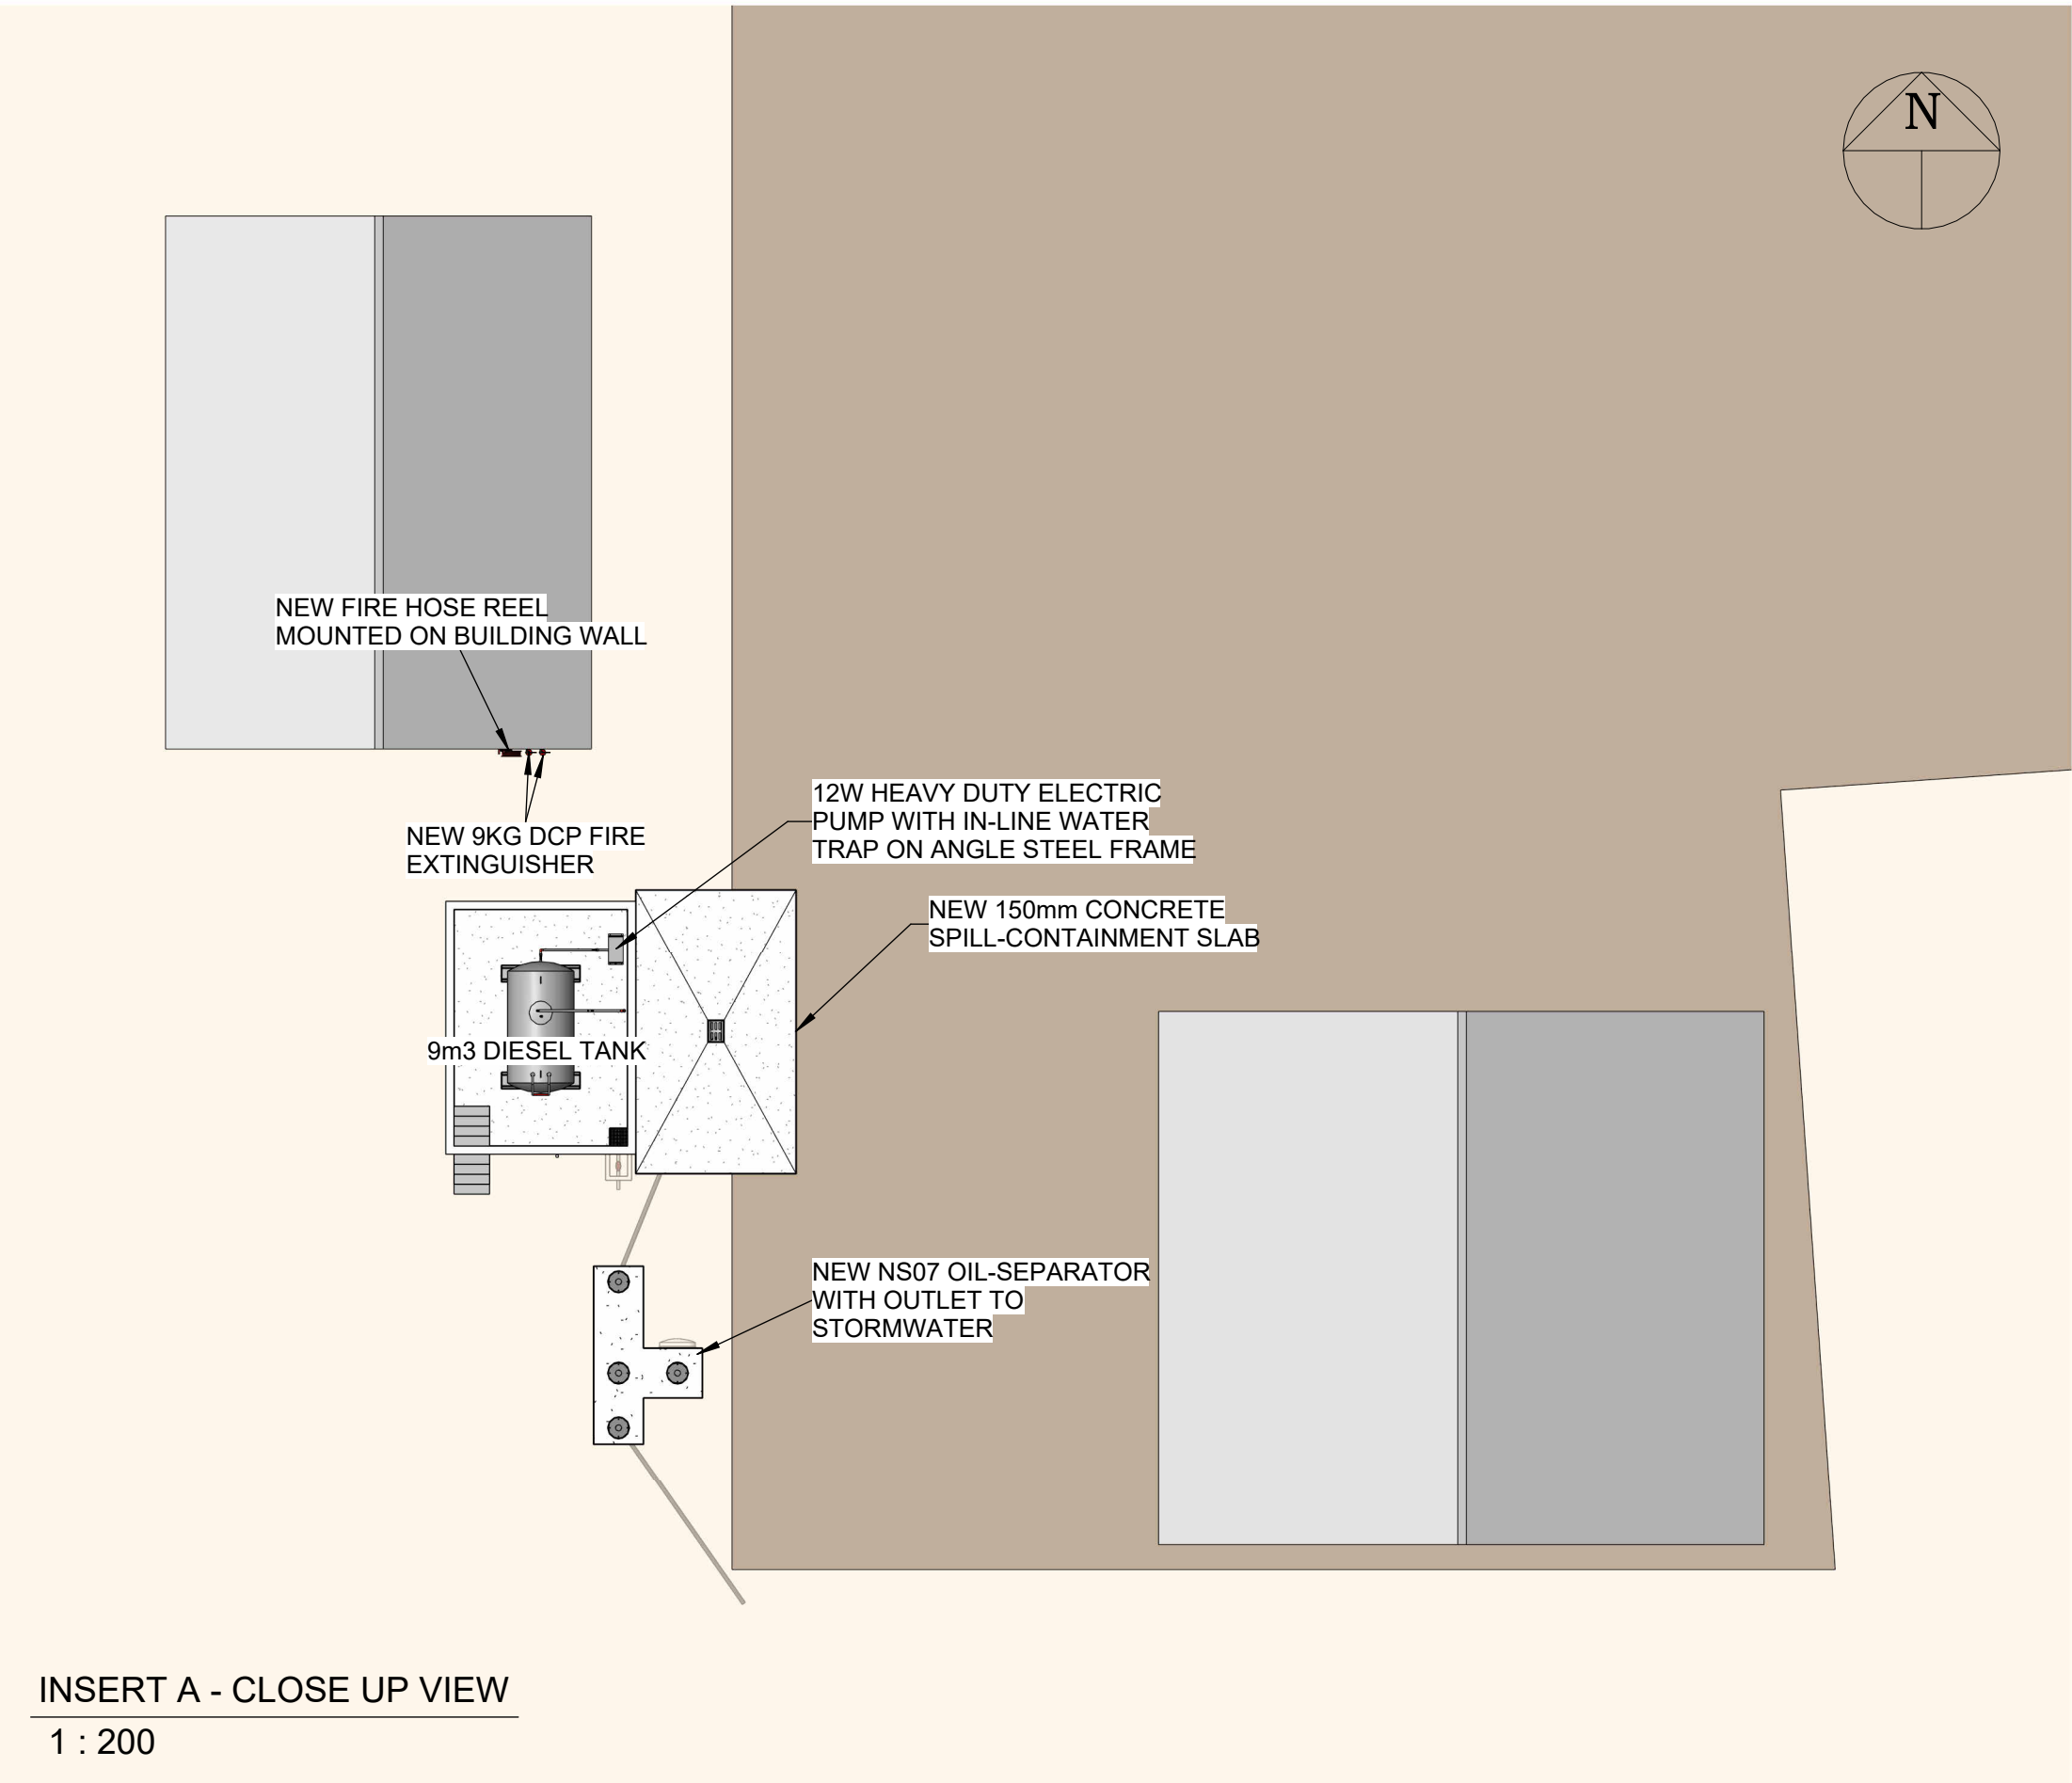 N
NEW FIRE HOSE REEL
MOUNTED ON BUILDING WALL
12W HEAVY DUTY ELECTRIC
PUMP WITH IN-LINE WATER
TRAP ON ANGLE STEEL FRAME
NEW 9KG DCP FIRE
EXTINGUISHER
NEW 150mm CONCRETE
SPILL-CONTAINMENT SLAB
9m3 DIESEL TANK
NEW NS07 OIL-SEPARATOR
WITH OUTLET TO
STORMWATER
INSERT A - CLOSE UP VIEW
1 : 200